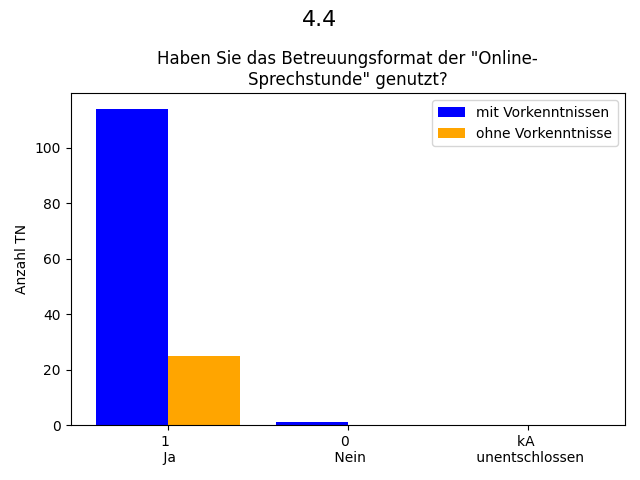 4.4
Haben Sie das Betreuungsformat der "Online-
Sprechstunde" genutzt?
mit Vorkenntnissen
ohne Vorkenntnisse
Anzahl TN
100
80
60
40
20
0
1
Ja
0
Nein
kA
unentschlossen